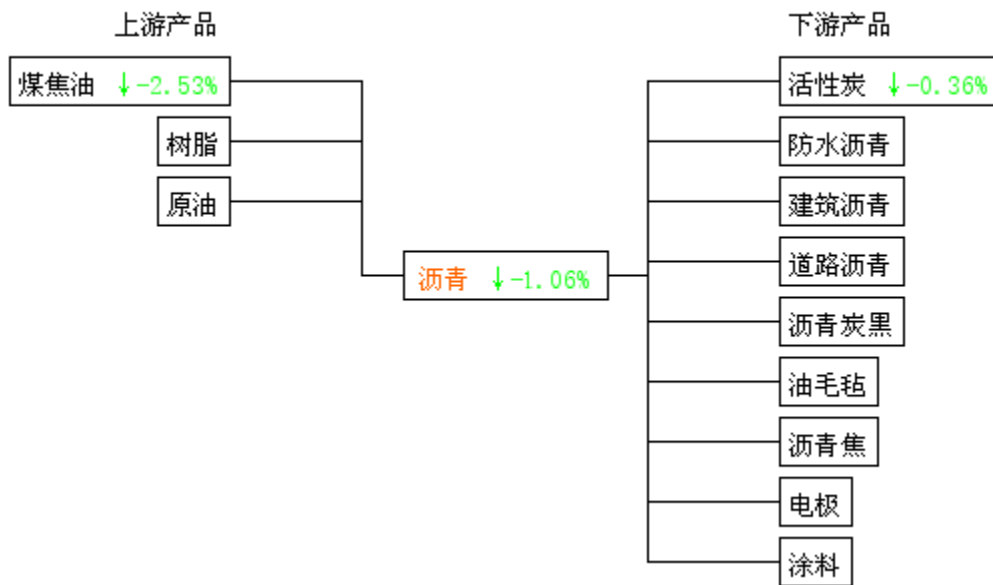 上游产品
下游产品
煤焦油 ↓-2.53%
树脂
原油
沥青 ↓-1.06%
活性炭 ↓-0.36%
防水沥青
建筑沥青
道路沥青
沥青炭黑
油毛毡
沥青焦
电极
涂料